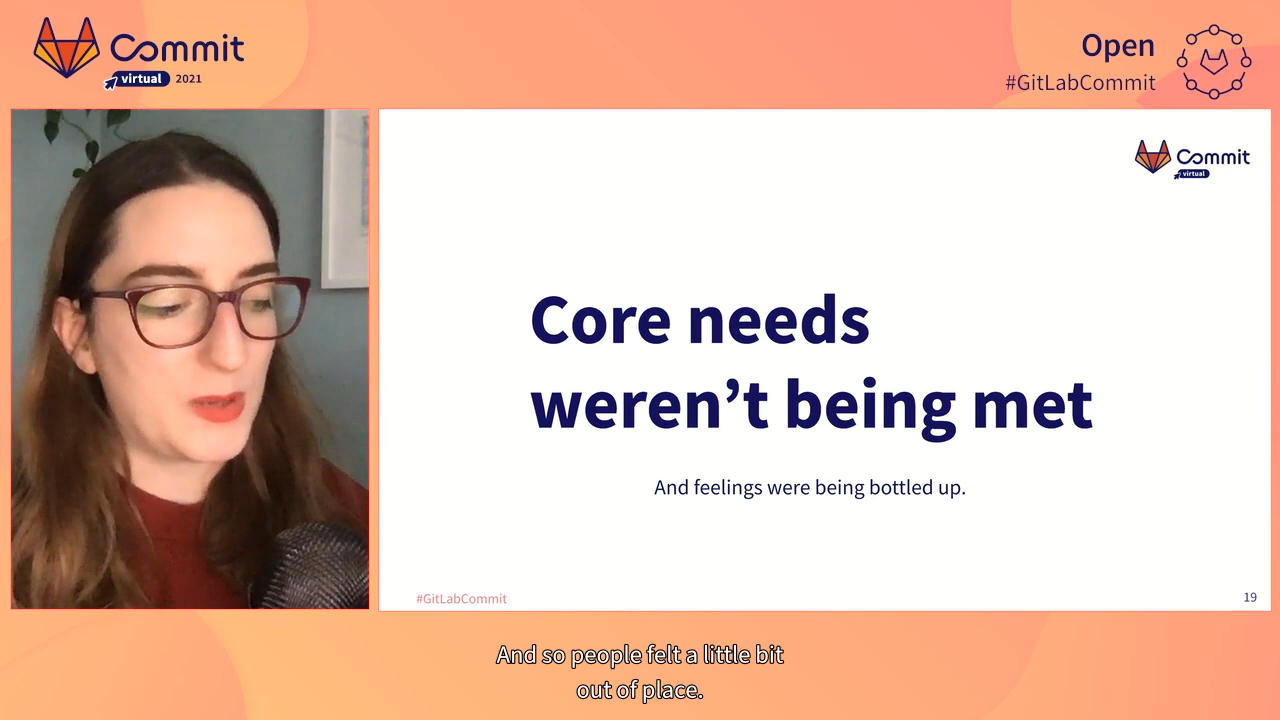 Commit
virtual 2021
Open
#GitLabCommit
Commit
virtual
Core needs
weren’t being met
And feelings were being bottled up.
#GitLabCommit
19
And so people felt a little bit
out of place.